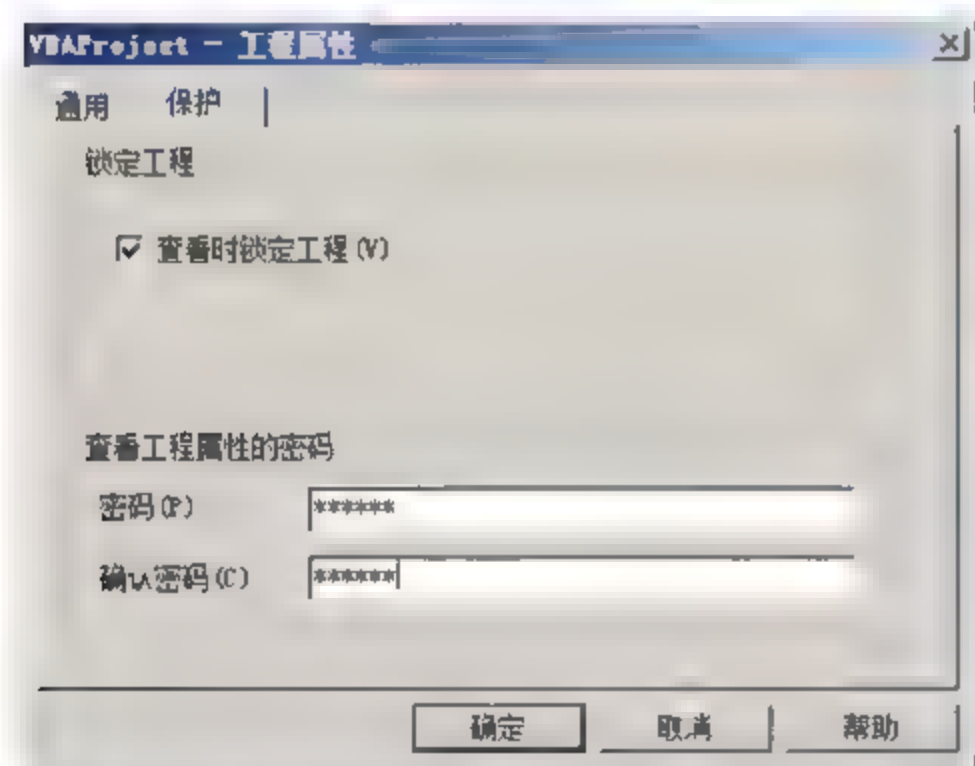 VBAProject - 工程属性
通用 保护
锁定工程
查看时锁定工程(V)
查看工程属性的密码
密码(P) ******
确认密码(C) ******
确定 取消 帮助